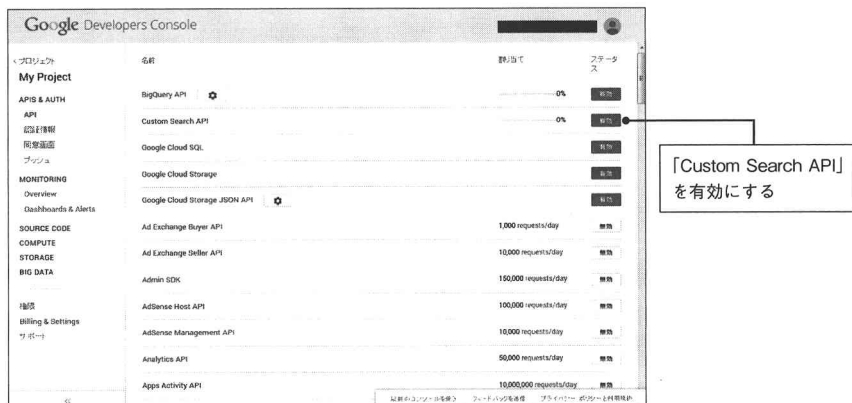 Google Developers Console
< プロジェクト
My Project
APIS & AUTH
API
認証情報
同意画面
プッシュ
MONITORING
Overview
Dashboards & Alerts
SOURCE CODE
COMPUTE
STORAGE
BIG DATA
権限
Billing & Settings
サポート
名前 割り当て ステータ
ス
BigQuery API 0% 有効
Custom Search API 0% 有効
Google Cloud SQL 有効
Google Cloud Storage 有効
Google Cloud Storage JSON API 有効
Ad Exchange Buyer API 1,000 requests/day 無効
Ad Exchange Seller API 10,000 requests/day 無効
Admin SDK 150,000 requests/day 無効
AdSense Host API 100,000 requests/day 無効
AdSense Management API 10,000 requests/day 無効
Analytics API 50,000 requests/day 無効
Apps Activity API 10,000,000 requests/day 無効
フィードバックを送信 プライバシー ポリシーと利用規約
「Custom Search API」
を有効にする